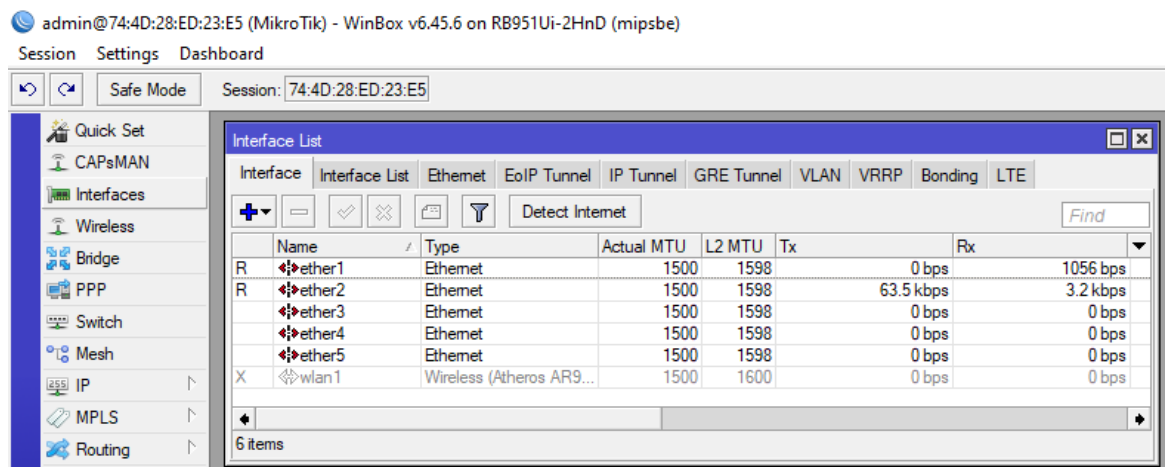 admin@74:4D:28:ED:23:E5 (MikroTik) - WinBox v6.45.6 on RB951Ui-2HnD (mipsbe)
Session Settings Dashboard
Safe Mode Session: 74:4D:28:ED:23:E5
Quick Set
CAPsMAN
Interfaces
Wireless
Bridge
PPP
Switch
Mesh
255 IP
MPLS
Routing
Interface List
Interface Interface List Ethernet EoIP Tunnel IP Tunnel GRE Tunnel VLAN VRRP Bonding LTE
Detect Internet Find
Name Type Actual MTU L2 MTU Tx Rx
R ether1 Ethernet 1500 1598 0 bps 1056 bps
R ether2 Ethernet 1500 1598 63.5 kbps 3.2 kbps
ether3 Ethernet 1500 1598 0 bps 0 bps
ether4 Ethernet 1500 1598 0 bps 0 bps
ether5 Ethernet 1500 1598 0 bps 0 bps
X wlan1 Wireless (Atheros AR9... 1500 1600 0 bps 0 bps
6 items